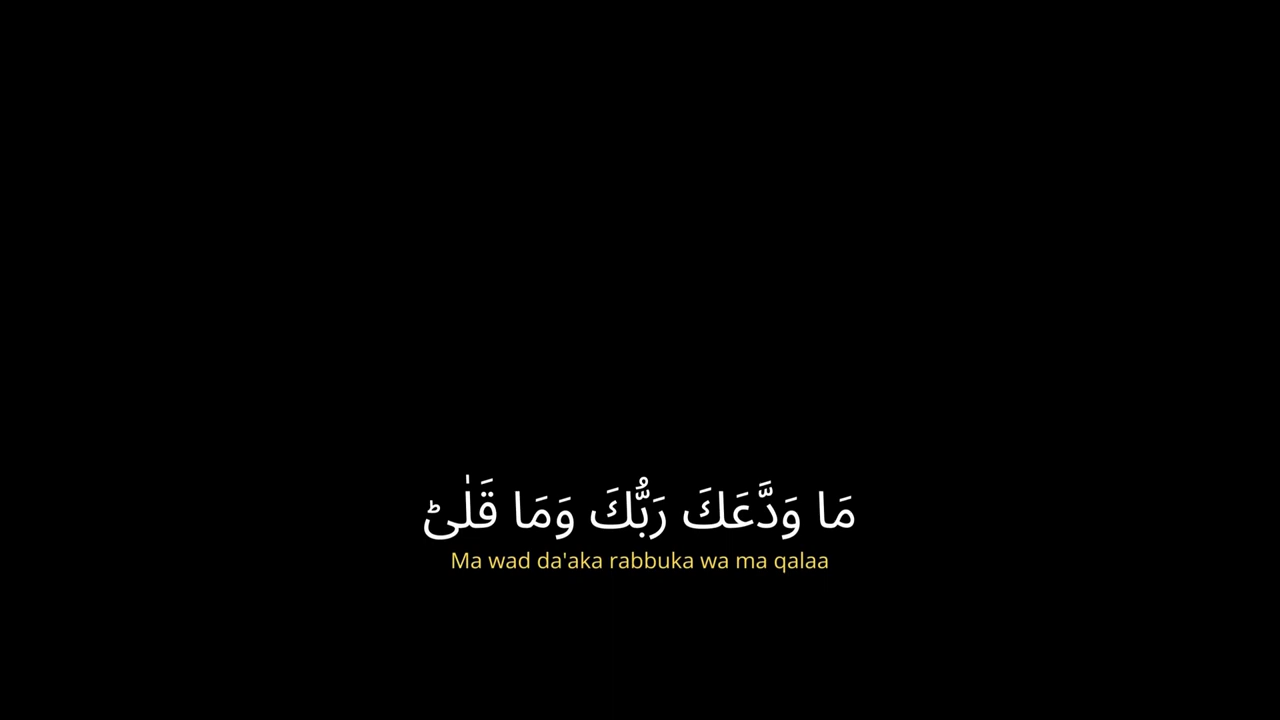 مَا وَدَّعَكَ رَبُّكَ وَمَا قَلٰىؕ
Ma wad da'aka rabbuka wa ma qalaa